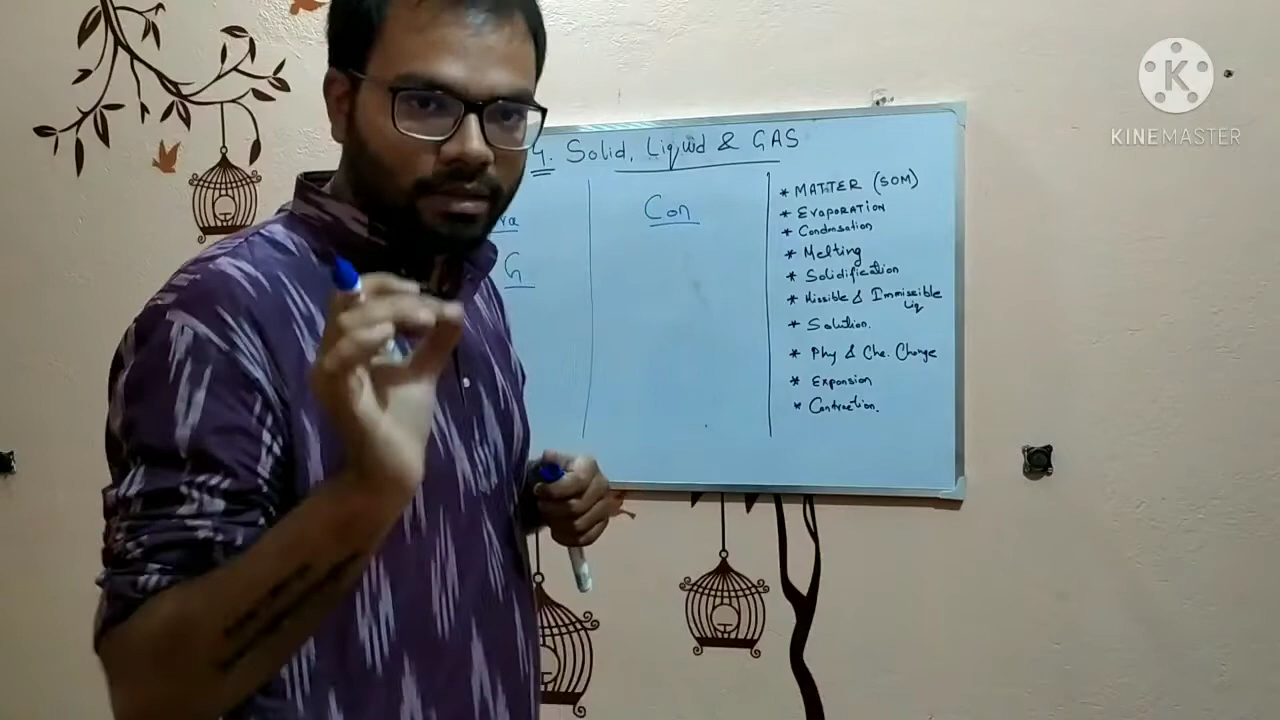 4. Solid, Liquid & GAS
Con
G
* MATTER (SOM)
* EVAPORATION
* Condensation
* Melting
* Solidification
* Missible & Immissible
Liq
* Solution.
* Phy & Che. Change
* Expansion
* Contraction.
K
KINEMASTER